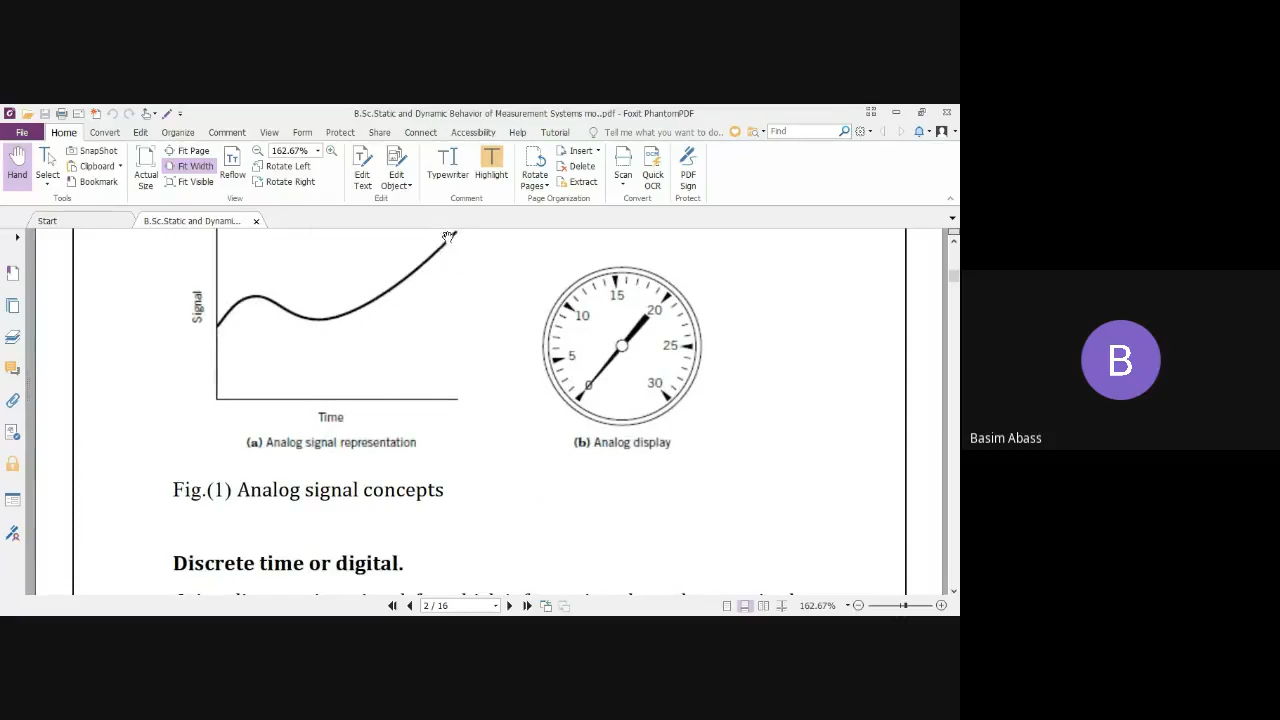 B.Sc.Static and Dynamic Behavior of Measurement Systems mo..pdf - Foxit PhantomPDF
File Home Convert Edit Organize Comment View Form Protect Share Connect Accessibility Help Tutorial Tell me what you want to do.. Find
Hand
Select
SnapShot
Clipboard
Bookmark
Tools
Actual Size
Fit Page
Fit Width
Fit Visible
Reflow
162.67%
Rotate Left
Rotate Right
View
Edit Text
Edit Object
Edit
Typewriter
Highlight
Comment
Rotate Pages
Insert
Delete
Extract
Page Organization
Scan
Quick OCR
Convert
PDF Sign
Protect
Start
B.Sc.Static and Dynami...
Signal
Time
(a) Analog signal representation
0
5
10
15
20
25
30
(b) Analog display
Fig.(1) Analog signal concepts
Discrete time or digital.
2 / 16
162.67%
B
Basim Abass